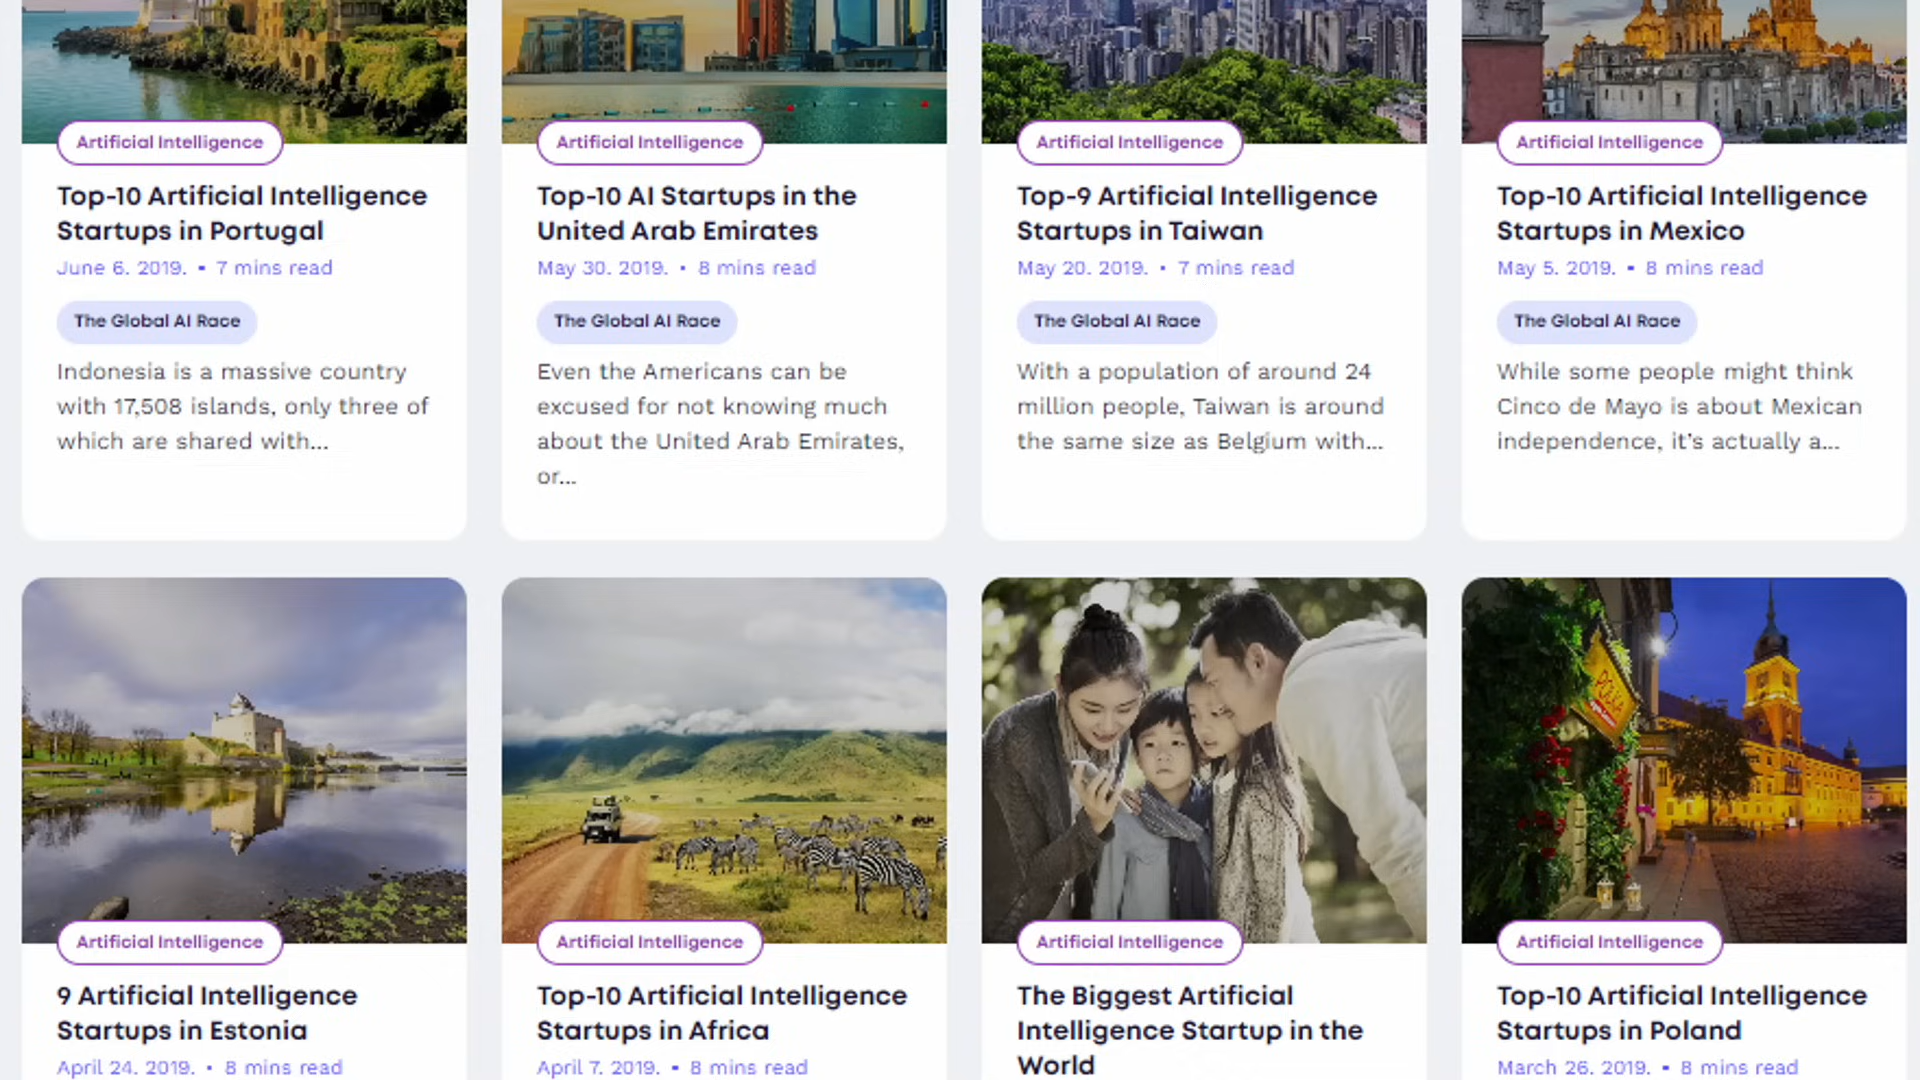 Artificial Intelligence
Top-10 Artificial Intelligence
Startups in Portugal
June 6. 2019. • 7 mins read
The Global AI Race
Indonesia is a massive country
with 17,508 islands, only three of
which are shared with...
Artificial Intelligence
Top-10 AI Startups in the
United Arab Emirates
May 30. 2019. • 8 mins read
The Global AI Race
Even the Americans can be
excused for not knowing much
about the United Arab Emirates,
or...
Artificial Intelligence
Top-9 Artificial Intelligence
Startups in Taiwan
May 20. 2019. • 7 mins read
The Global AI Race
With a population of around 24
million people, Taiwan is around
the same size as Belgium with...
Artificial Intelligence
Top-10 Artificial Intelligence
Startups in Mexico
May 5. 2019. • 8 mins read
The Global AI Race
While some people might think
Cinco de Mayo is about Mexican
independence, it's actually a...
Artificial Intelligence
9 Artificial Intelligence
Startups in Estonia
April 24. 2019. • 8 mins read
Artificial Intelligence
Top-10 Artificial Intelligence
Startups in Africa
April 7. 2019. • 8 mins read
Artificial Intelligence
The Biggest Artificial
Intelligence Startup in the
World
Artificial Intelligence
Top-10 Artificial Intelligence
Startups in Poland
March 26. 2019. • 8 mins read